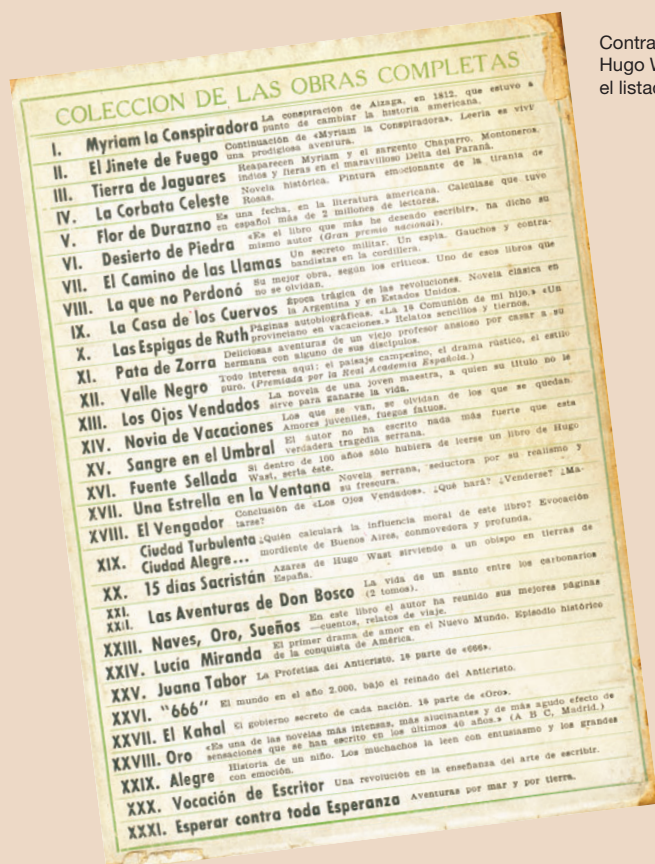 Contra
Hugo W
el listad
COLECCION DE LAS OBRAS COMPLETAS
I. Myriam la Conspiradora La conspiración de Alzaga, en 1812, que estuvo a
punto de cambiar la historia americana.
II. El Jinete de Fuego Continuación de «Myriam la Conspiradora». Leerla es vivir
una prodigiosa aventura.
III. Tierra de Jaguares Reaparecen Myriam y el sargento Chaparro. Montoneros,
indios y fieras en el maravilloso Delta del Paraná.
IV. La Corbata Celeste Novela histórica. Pintura emocionante de la tiranía de
Rosas.
V. Flor de Durazno Es una fecha, en la literatura americana. Calcúlase que tuvo
en español más de 2 millones de lectores.
VI. Desierto de Piedra «Es el libro que más he deseado escribir», ha dicho su
mismo autor (Gran premio nacional).
VII. El Camino de las Llamas Un secreto militar. Un espía. Gauchos y contra-
bandistas en la cordillera.
VIII. La que no Perdonó Su mejor obra, según los críticos. Uno de esos libros que
no se olvidan.
IX. La Casa de los Cuervos Época trágica de las revoluciones. Novela clásica en
la Argentina y en Estados Unidos.
X. Las Espigas de Ruth Páginas autobiográficas. «La 1ª Comunión de mi hijo.» «Un
provinciano en vacaciones.» Relatos sencillos y tiernos.
XI. Pata de Zorra Deliciosas aventuras de un viejo profesor ansioso por casar a su
hermana con alguno de sus discípulos.
XII. Valle Negro Todo interesa aquí: el paisaje campesino, el drama rústico, el estilo
puro. (Premiada por la Real Academia Española.)
XIII. Los Ojos Vendados La novela de una joven maestra, a quien su título no le
sirve para ganarse la vida.
XIV. Novia de Vacaciones Los que se van, se olvidan de los que se quedan.
Amores juveniles, fuegos fatuos.
XV. Sangre en el Umbral El autor no ha escrito nada más fuerte que esta
verdadera tragedia serrana.
XVI. Fuente Sellada Si dentro de 100 años sólo hubiera de leerse un libro de Hugo
Wast, sería éste.
XVII. Una Estrella en la Ventana Novela serrana, seductora por su realismo y
su frescura.
XVIII. El Vengador Conclusión de «Los Ojos Vendados». ¿Qué hará? ¿Venderse? ¿Ma-
tarse?
XIX. Ciudad Turbulenta ¿Quién calculará la influencia moral de este libro? Evocación
Ciudad Alegre... mordiente de Buenos Aires, conmovedora y profunda.
XX. 15 días Sacristán Azares de Hugo Wast sirviendo a un obispo en tierras de
España.
XXI. XXII. Las Aventuras de Don Bosco La vida de un santo entre los carbonarios
(2 tomos).
XXIII. Naves, Oro, Sueños En este libro el autor ha reunido sus mejores páginas
—cuentos, relatos de viaje.
XXIV. Lucía Miranda El primer drama de amor en el Nuevo Mundo. Episodio histórico
de la conquista de América.
XXV. Juana Tabor La Profetisa del Anticristo. 1ª parte de «666».
XXVI. "666" El mundo en el año 2.000, bajo el reinado del Anticristo.
XXVII. El Kahal El gobierno secreto de cada nación. 1ª parte de «Oro».
XXVIII. Oro «Es una de las novelas más intensas, más alucinantes y de más agudo efecto de
sensaciones que se han escrito en los últimos 40 años.» (A B C, Madrid.)
XXIX. Alegre Historia de un niño. Los muchachos la leen con entusiasmo y los grandes
con emoción.
XXX. Vocación de Escritor Una revolución en la enseñanza del arte de escribir.
XXXI. Esperar contra toda Esperanza Aventuras por mar y por tierra.